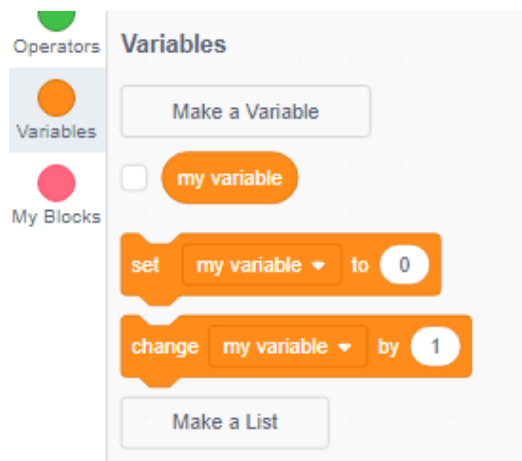 Operators
Variables
My Blocks
Variables
Make a Variable
my variable
set my variable to 0
change my variable by 1
Make a List